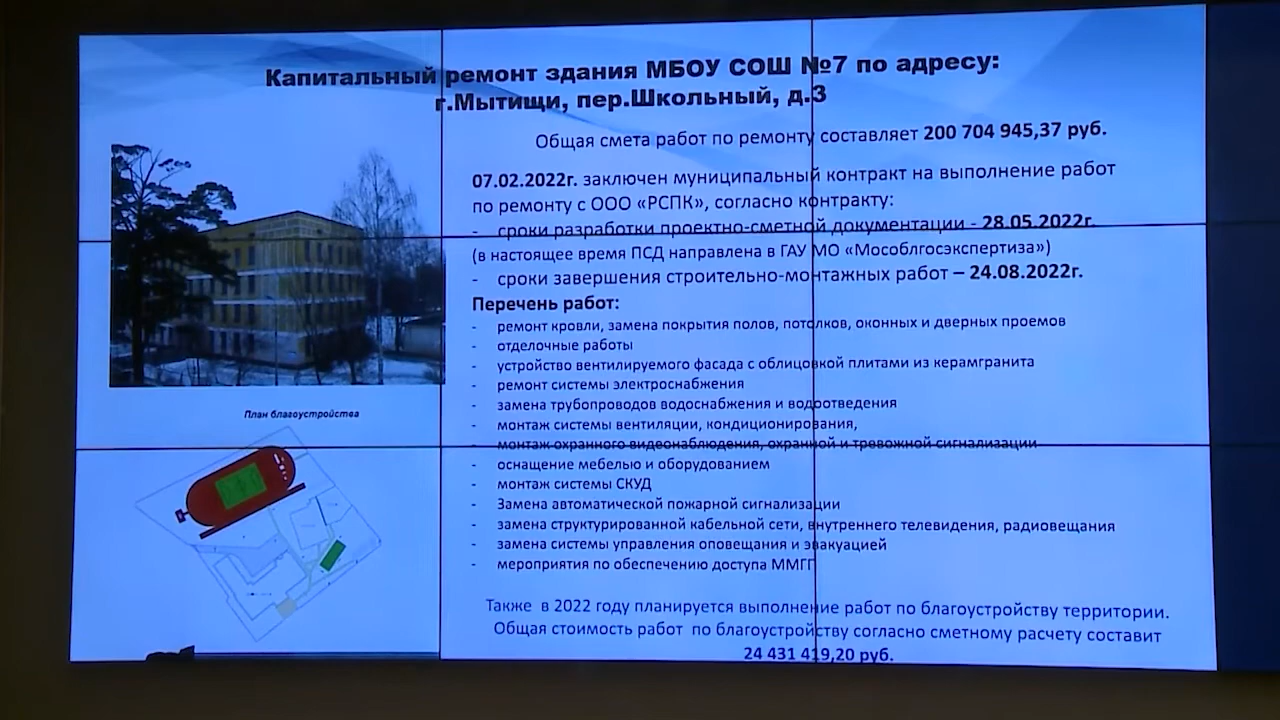 Капитальный ремонт здания МБОУ СОШ №7 по адресу:
г.Мытищи, пер.Школьный, д.3
Общая смета работ по ремонту составляет 200 704 945,37 руб.
07.02.2022г. заключен муниципальный контракт на выполнение работ
по ремонту с ООО «РСПК», согласно контракту:
- сроки разработки проектно-сметной документации - 28.05.2022г.
(в настоящее время ПСД направлена в ГАУ МО «Мособлгосэкспертиза»)
- сроки завершения строительно-монтажных работ – 24.08.2022г.
Перечень работ:
- ремонт кровли, замена покрытия полов, потолков, оконных и дверных проемов
- отделочные работы
- устройство вентилируемого фасада с облицовкой плитами из керамгранита
- ремонт системы электроснабжения
- замена трубопроводов водоснабжения и водоотведения
- монтаж системы вентиляции, кондиционирования,
- монтаж охранного видеонаблюдения, охранной и тревожной сигнализации
- оснащение мебелью и оборудованием
- монтаж системы СКУД
- Замена автоматической пожарной сигнализации
- замена структурированной кабельной сети, внутреннего телевидения, радиовещания
- замена системы управления оповещания и эвакуацией
- мероприятия по обеспечению доступа ММГП
План благоустройства
Также в 2022 году планируется выполнение работ по благоустройству территории.
Общая стоимость работ по благоустройству согласно сметному расчету составит
24 431 419,20 руб.